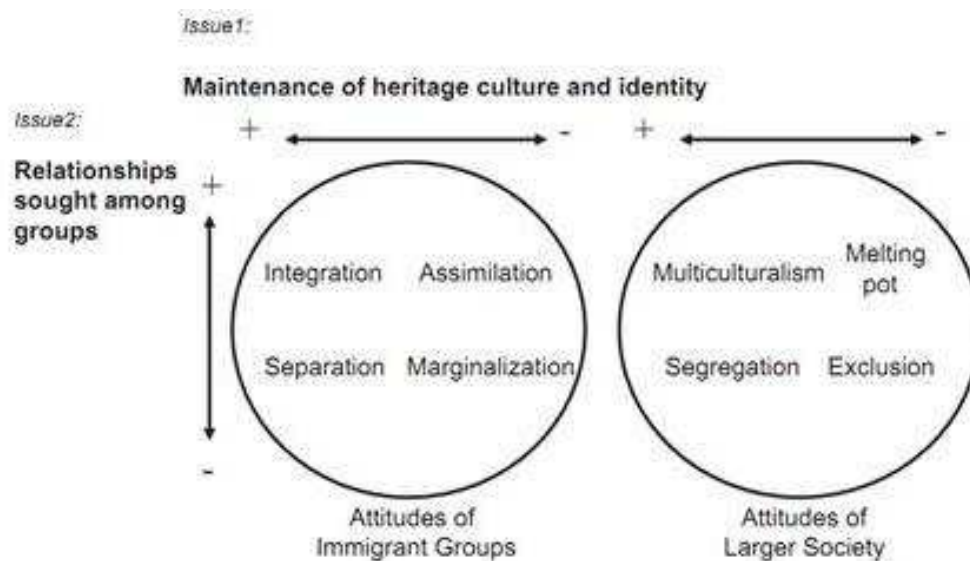 Issue1:
Maintenance of heritage culture and identity
Issue2:
+ - + -
Relationships
sought among
groups
+
Integration Assimilation
Separation Marginalization
-
Multiculturalism Melting
pot
Segregation Exclusion
Attitudes of
Immigrant Groups
Attitudes of
Larger Society